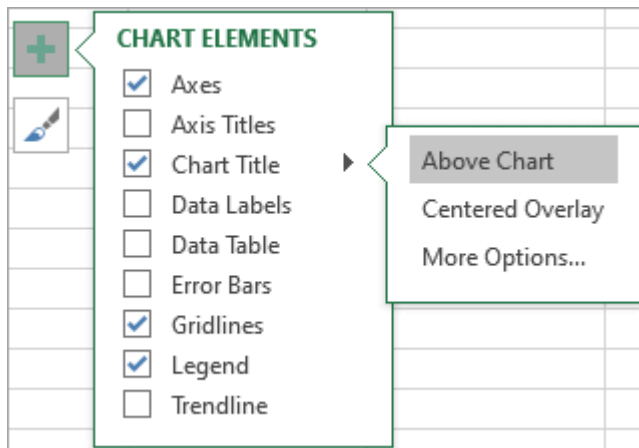 CHART ELEMENTS
Axes
Axis Titles
Chart Title
Data Labels
Data Table
Error Bars
Gridlines
Legend
Trendline
Above Chart
Centered Overlay
More Options...